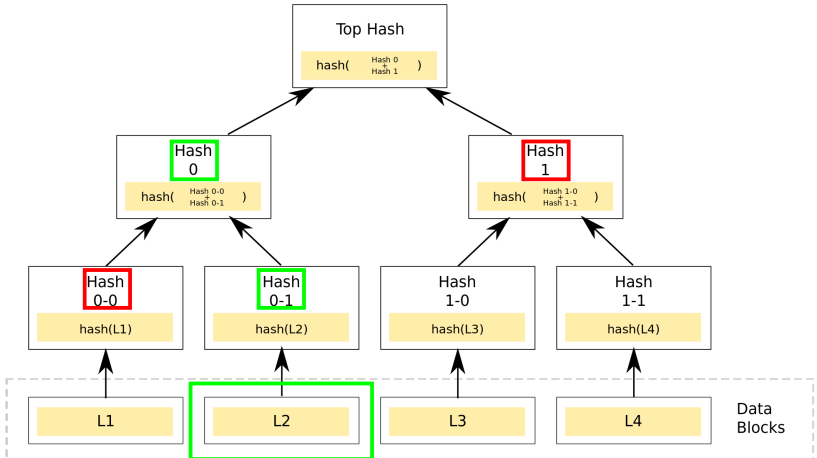 Top Hash
hash( Hash 0 + Hash 1 )
Hash 0
hash( Hash 0-0 + Hash 0-1 )
Hash 1
hash( Hash 1-0 + Hash 1-1 )
Hash 0-0
hash(L1)
Hash 0-1
hash(L2)
Hash 1-0
hash(L3)
Hash 1-1
hash(L4)
L1
L2
L3
L4
Data
Blocks